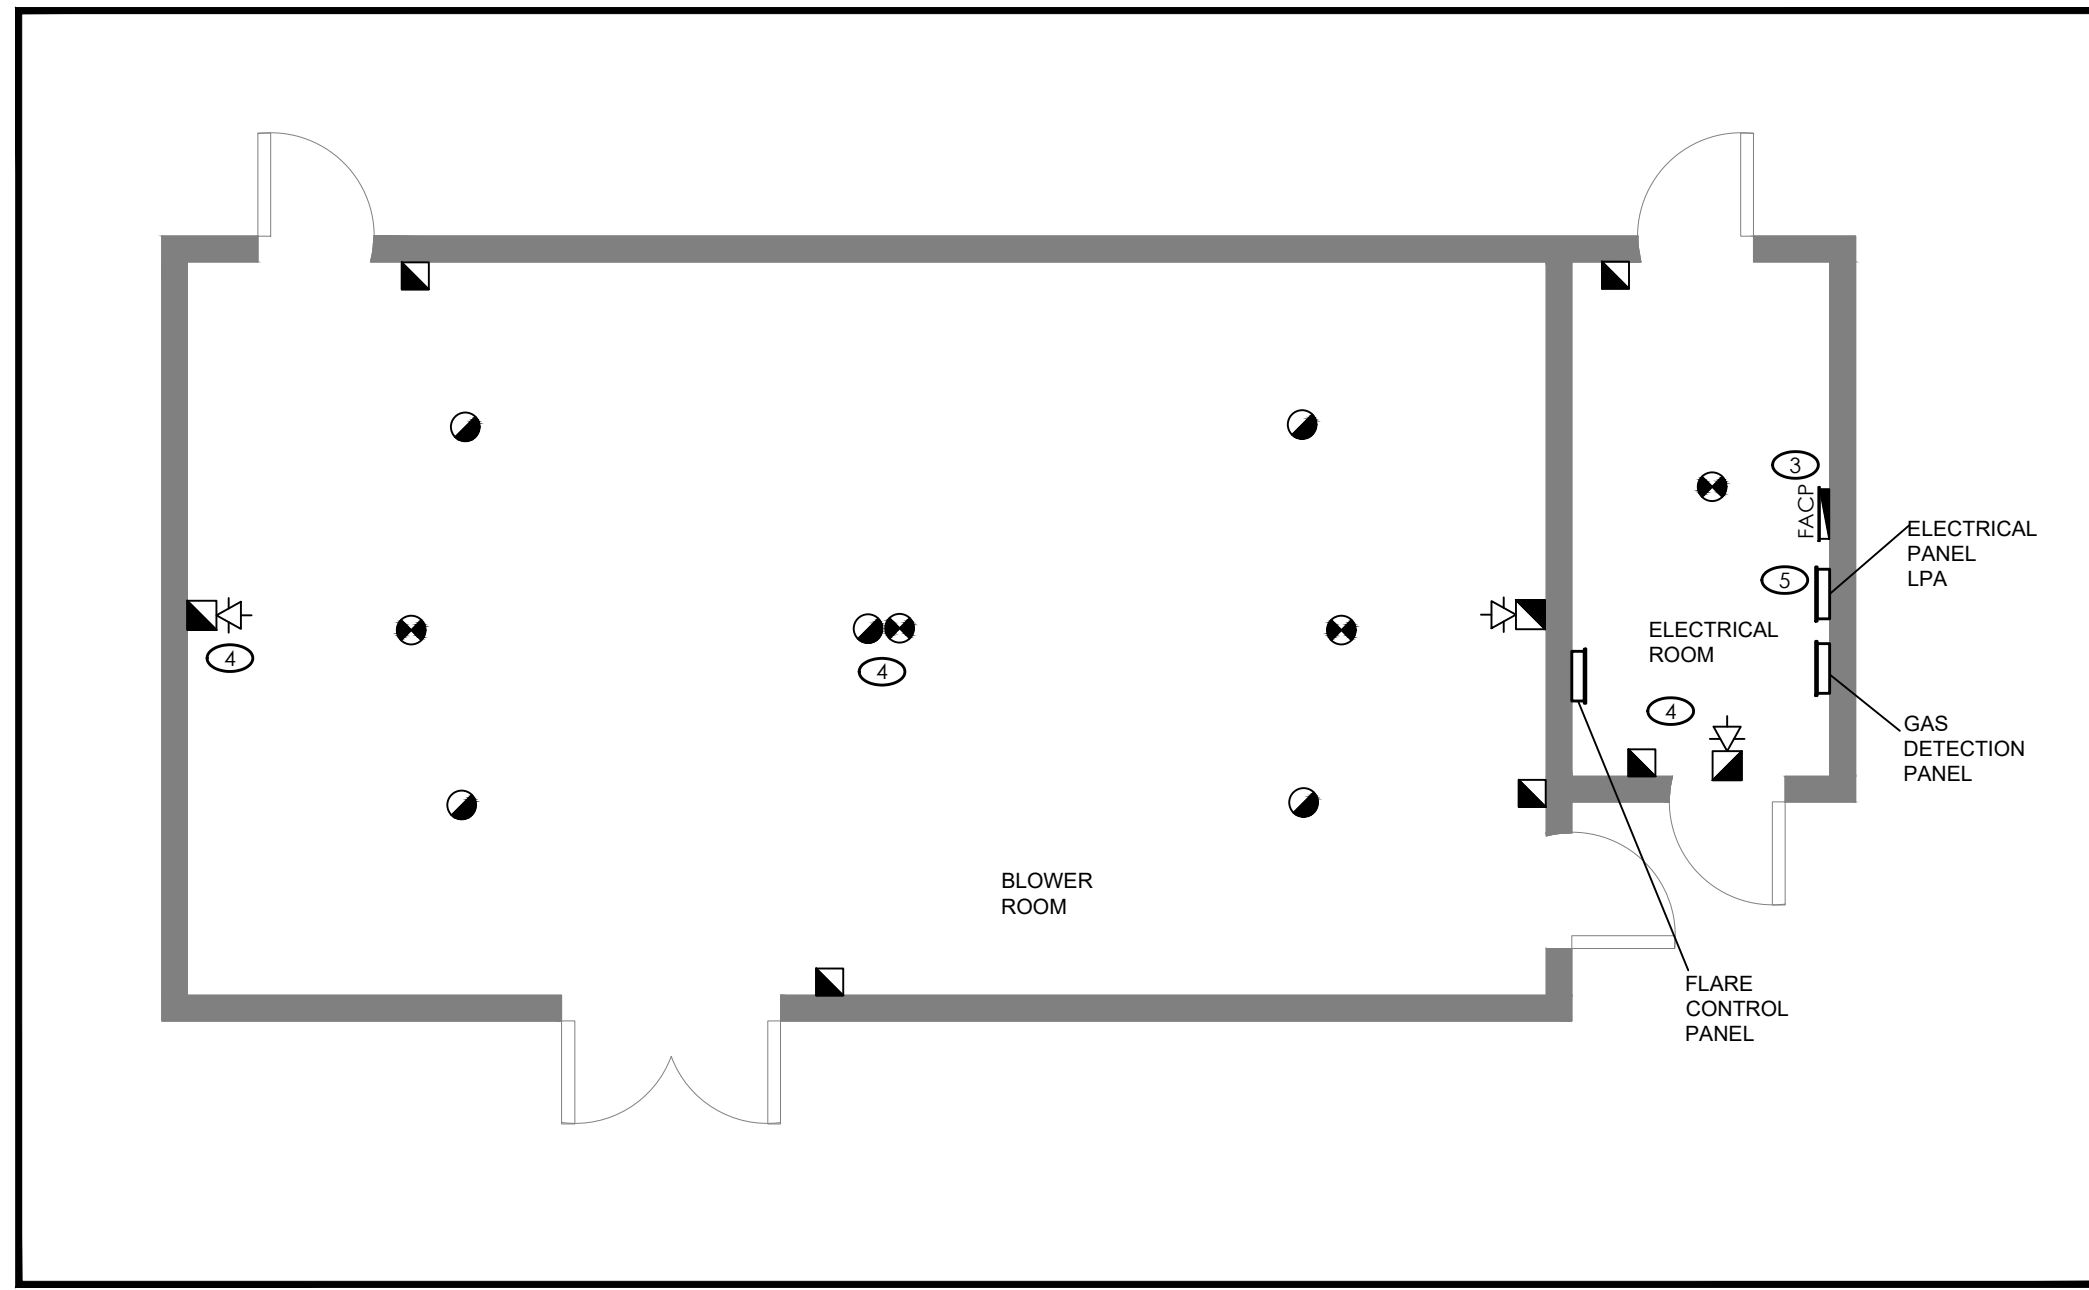 3
FACP
ELECTRICAL
PANEL
LPA
5
ELECTRICAL
ROOM
4
4
4
GAS
DETECTION
PANEL
BLOWER
ROOM
FLARE
CONTROL
PANEL